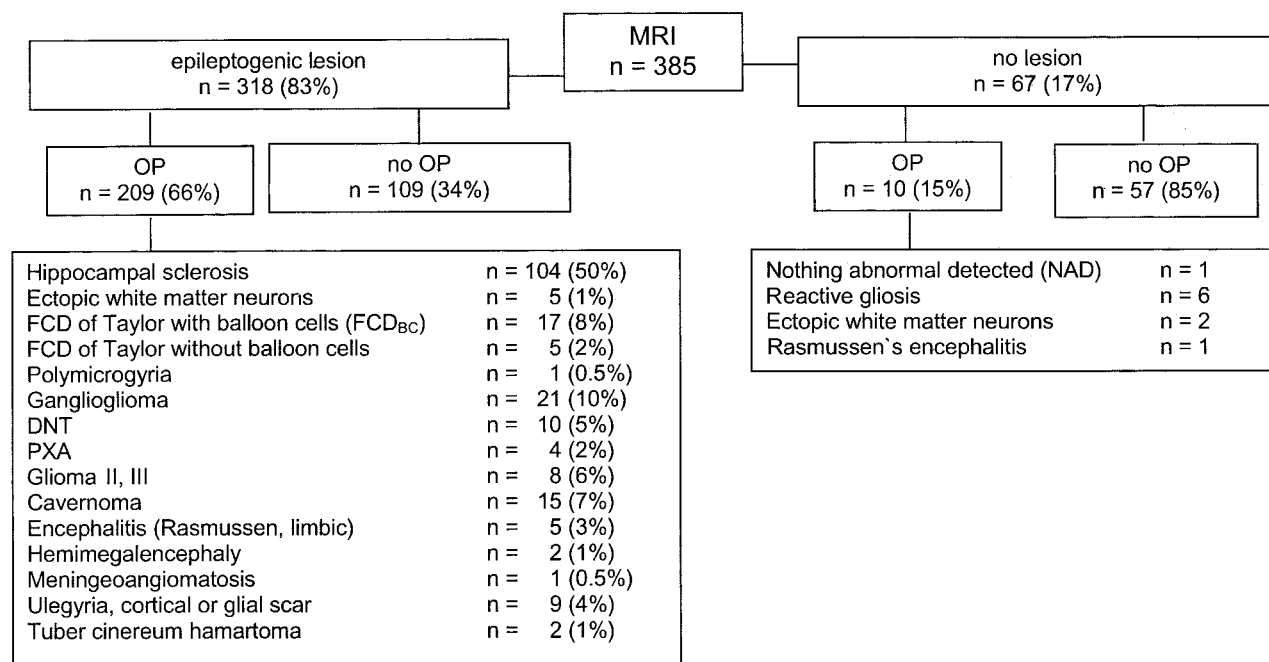 MRI
n = 385
epileptogenic lesion
n = 318 (83%)
no lesion
n = 67 (17%)
OP
n = 209 (66%)
no OP
n = 109 (34%)
OP
n = 10 (15%)
no OP
n = 57 (85%)
Hippocampal sclerosis n = 104 (50%)
Ectopic white matter neurons n = 5 (1%)
FCD of Taylor with balloon cells (FCDBC) n = 17 (8%)
FCD of Taylor without balloon cells n = 5 (2%)
Polymicrogyria n = 1 (0.5%)
Ganglioglioma n = 21 (10%)
DNT n = 10 (5%)
PXA n = 4 (2%)
Glioma II, III n = 8 (6%)
Cavernoma n = 15 (7%)
Encephalitis (Rasmussen, limbic) n = 5 (3%)
Hemimegalencephaly n = 2 (1%)
Meningeoangiomatosis n = 1 (0.5%)
Ulegyria, cortical or glial scar n = 9 (4%)
Tuber cinereum hamartoma n = 2 (1%)
Nothing abnormal detected (NAD) n = 1
Reactive gliosis n = 6
Ectopic white matter neurons n = 2
Rasmussen`s encephalitis n = 1